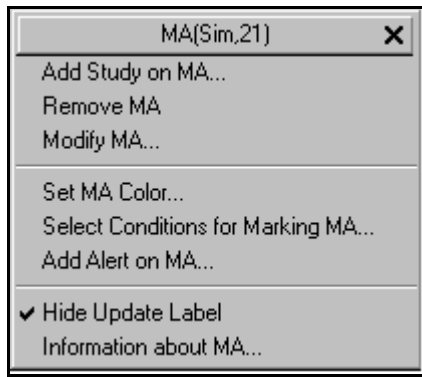 MA(Sim,21)
Add Study on MA...
Remove MA
Modify MA...
Set MA Color...
Select Conditions for Marking MA...
Add Alert on MA...
Hide Update Label
Information about MA...